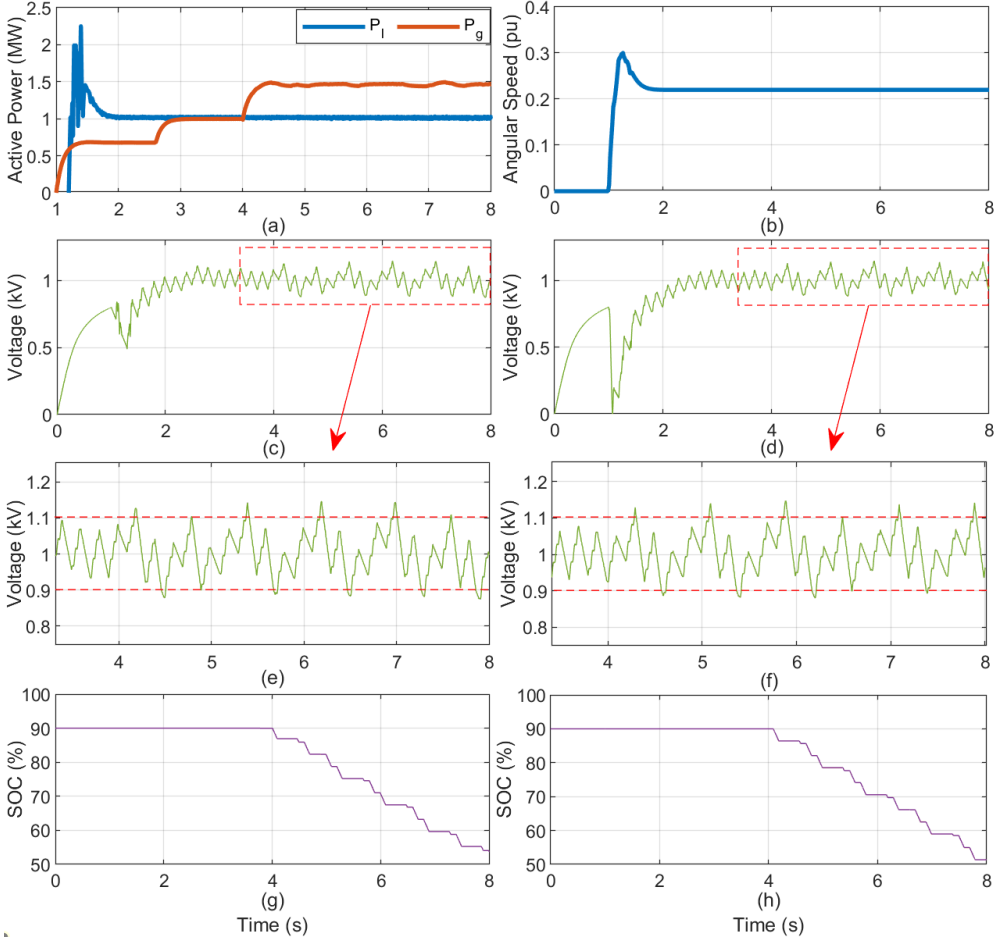 P_l P_g
Active Power (MW)
2.5
2
1.5
1
0.5
0
1 2 3 4 5 6 7 8
(a)
Angular Speed (pu)
0.4
0.3
0.2
0.1
0
0 2 4 6 8
(b)
Voltage (kV)
1
0.5
0
0 2 4 6 8
(c)
Voltage (kV)
1
0.5
0
0 2 4 6 8
(d)
Voltage (kV)
1.2
1.1
1.0
0.9
0.8
4 5 6 7 8
(e)
Voltage (kV)
1.2
1.1
1.0
0.9
0.8
4 5 6 7 8
(f)
SOC (%)
100
90
80
70
60
50
0 2 4 6 8
(g)
Time (s)
SOC (%)
100
90
80
70
60
50
0 2 4 6 8
(h)
Time (s)